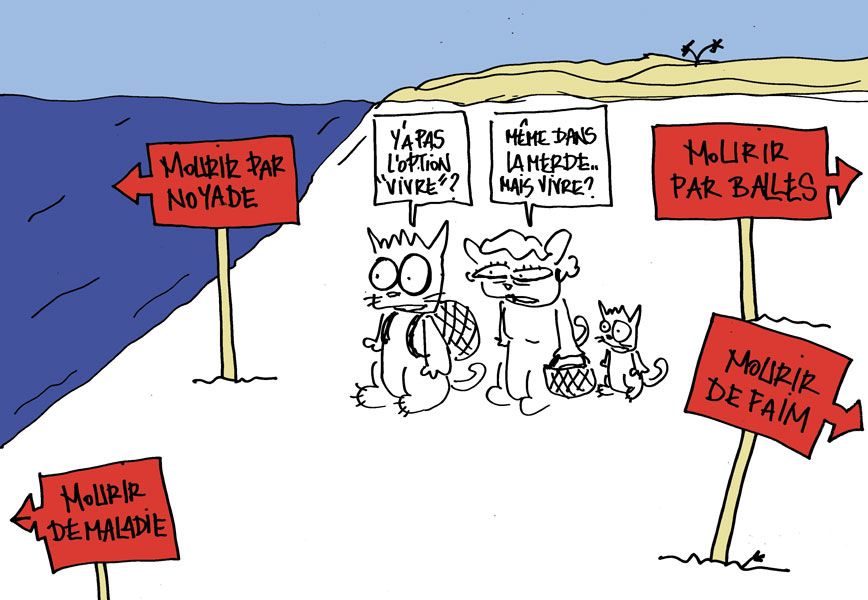 MOURIR PAR
NOYADE
Y'A PAS
L'OPTION
"VIVRE"?
MÊME DANS
LA MERDE..
MAIS VIVRE?
MOURIR
PAR BALLES
MOURIR
DE FAIM
MOURIR
DE MALADIE